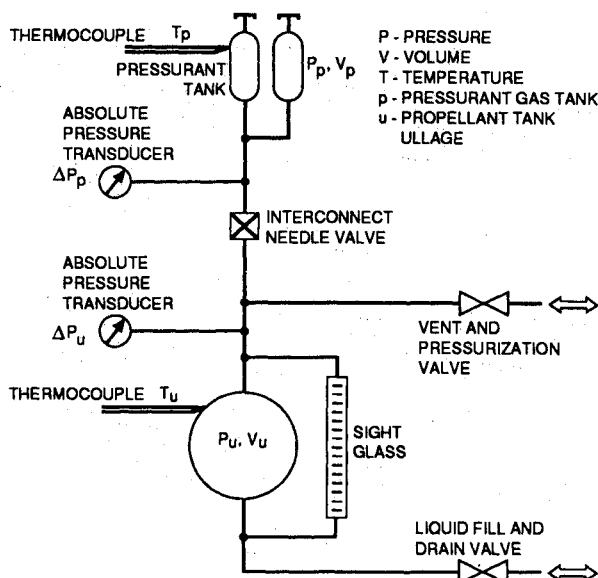 THERMOCOUPLE Tp
PRESSURANT
TANK
Pp, Vp
P - PRESSURE
V - VOLUME
T - TEMPERATURE
p - PRESSURANT GAS TANK
u - PROPELLANT TANK
ULLAGE
ABSOLUTE
PRESSURE
TRANSDUCER
ΔPp
INTERCONNECT
NEEDLE VALVE
ABSOLUTE
PRESSURE
TRANSDUCER
ΔPu
VENT AND
PRESSURIZATION
VALVE
THERMOCOUPLE Tu
Pu, Vu
SIGHT
GLASS
LIQUID FILL AND
DRAIN VALVE